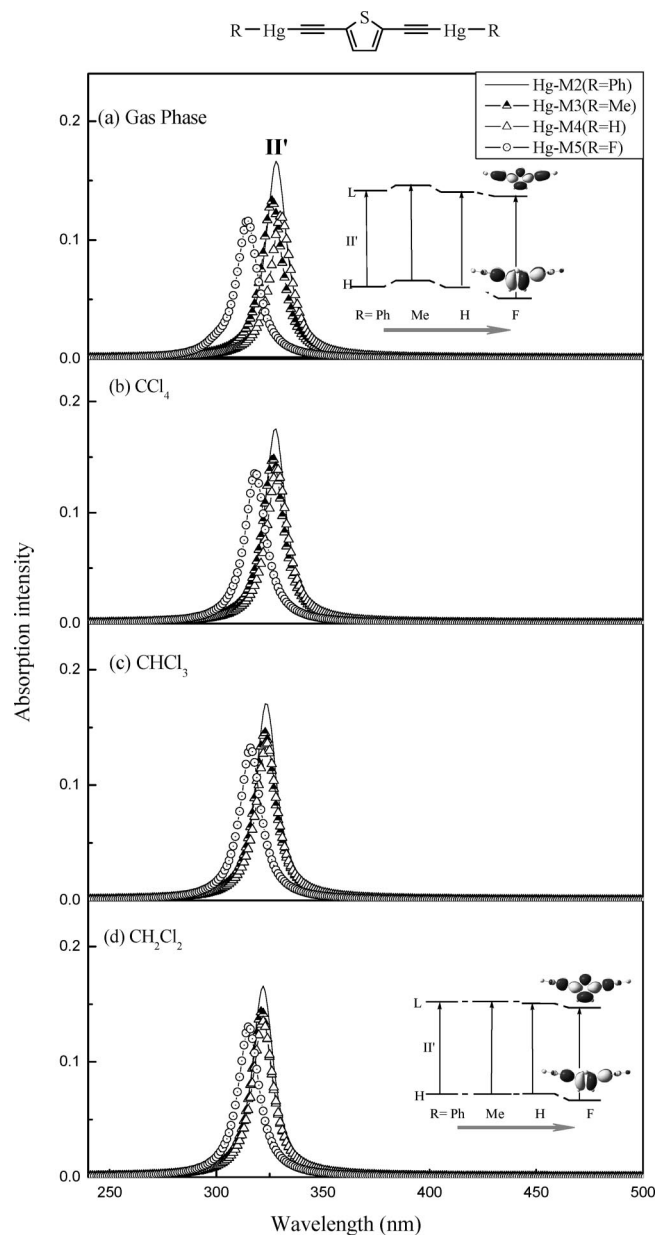 S
R—Hg
Hg—R
Hg-M2(R=Ph)
Hg-M3(R=Me)
Hg-M4(R=H)
Hg-M5(R=F)
(a) Gas Phase
II'
0.2
0.1
0.0
L
II'
H
R= Ph Me H F
(b) CCl4
0.2
0.1
0.0
(c) CHCl3
0.2
0.1
0.0
(d) CH2Cl2
0.2
0.1
0.0
L
II'
H
R= Ph Me H F
250 300 350 400 450 500
Wavelength (nm)
Absorption intensity